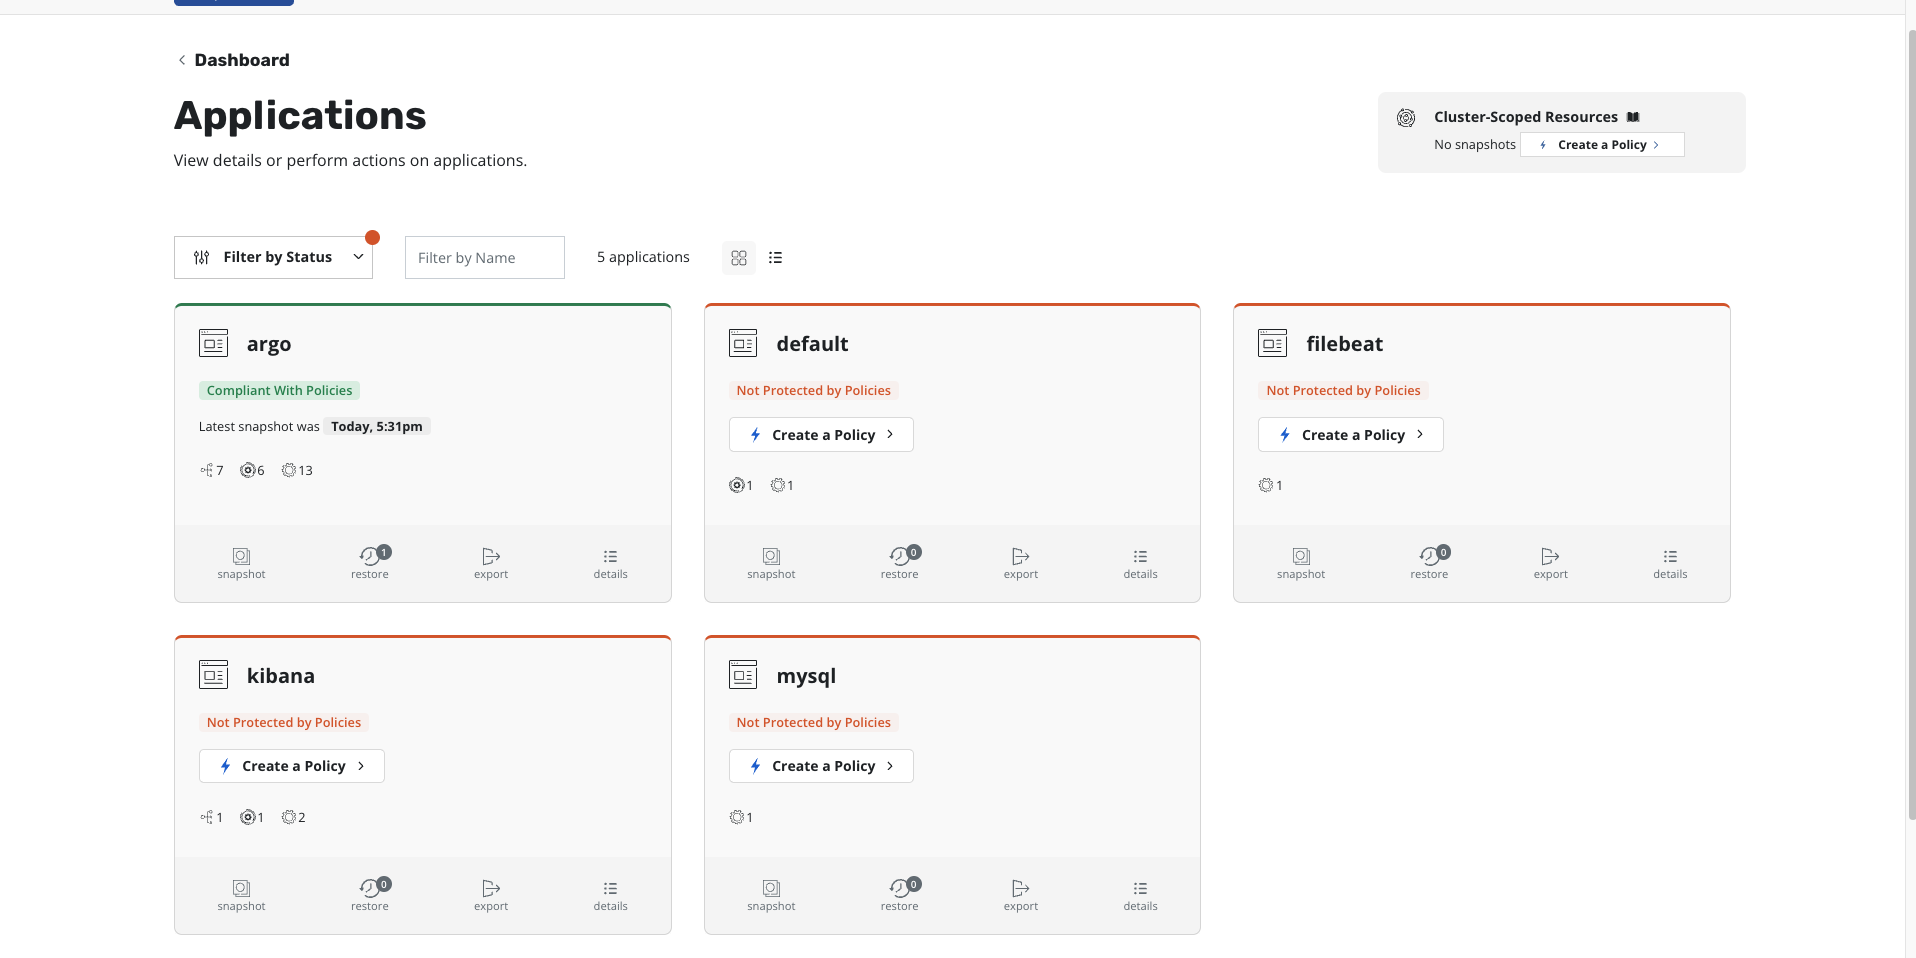 Dashboard
Applications
View details or perform actions on applications.
Cluster-Scoped Resources
No snapshots Create a Policy
Filter by Status
Filter by Name
5 applications
argo
Compliant With Policies
Latest snapshot was Today, 5:31pm
7 6 13
snapshot
1
restore
export
details
default
Not Protected by Policies
Create a Policy
1 1
snapshot
0
restore
export
details
filebeat
Not Protected by Policies
Create a Policy
1
snapshot
0
restore
export
details
kibana
Not Protected by Policies
Create a Policy
1 1 2
snapshot
0
restore
export
details
mysql
Not Protected by Policies
Create a Policy
1
snapshot
0
restore
export
details